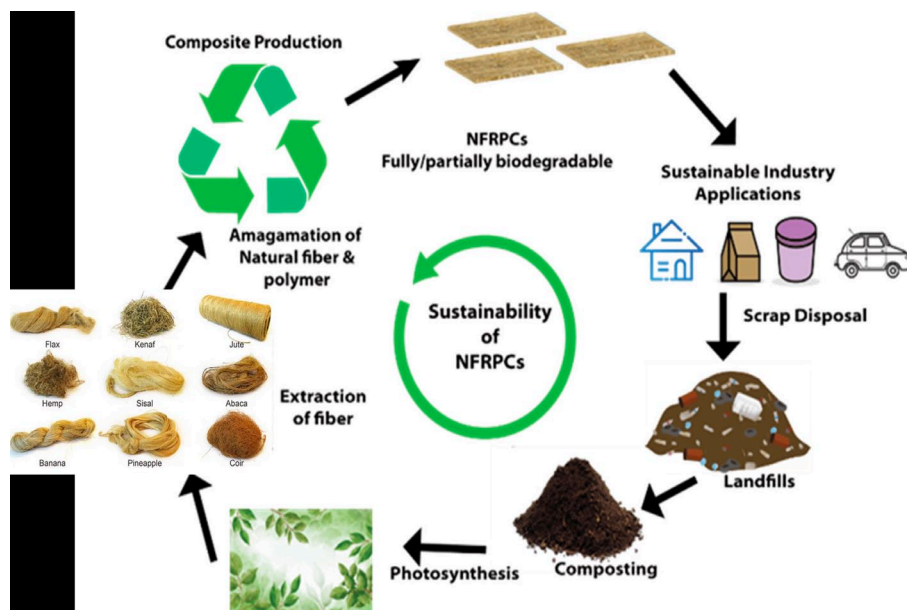 Composite Production
NFRPCs
Fully/partially biodegradable
Sustainable Industry
Applications
Amagamation of
Natural fiber &
polymer
Sustainability
of
NFRPCs
Scrap Disposal
Flax
Kenaf
Jute
Hemp
Sisal
Abaca
Extraction
of fiber
Banana
Pineapple
Coir
Landfills
Photosynthesis
Composting